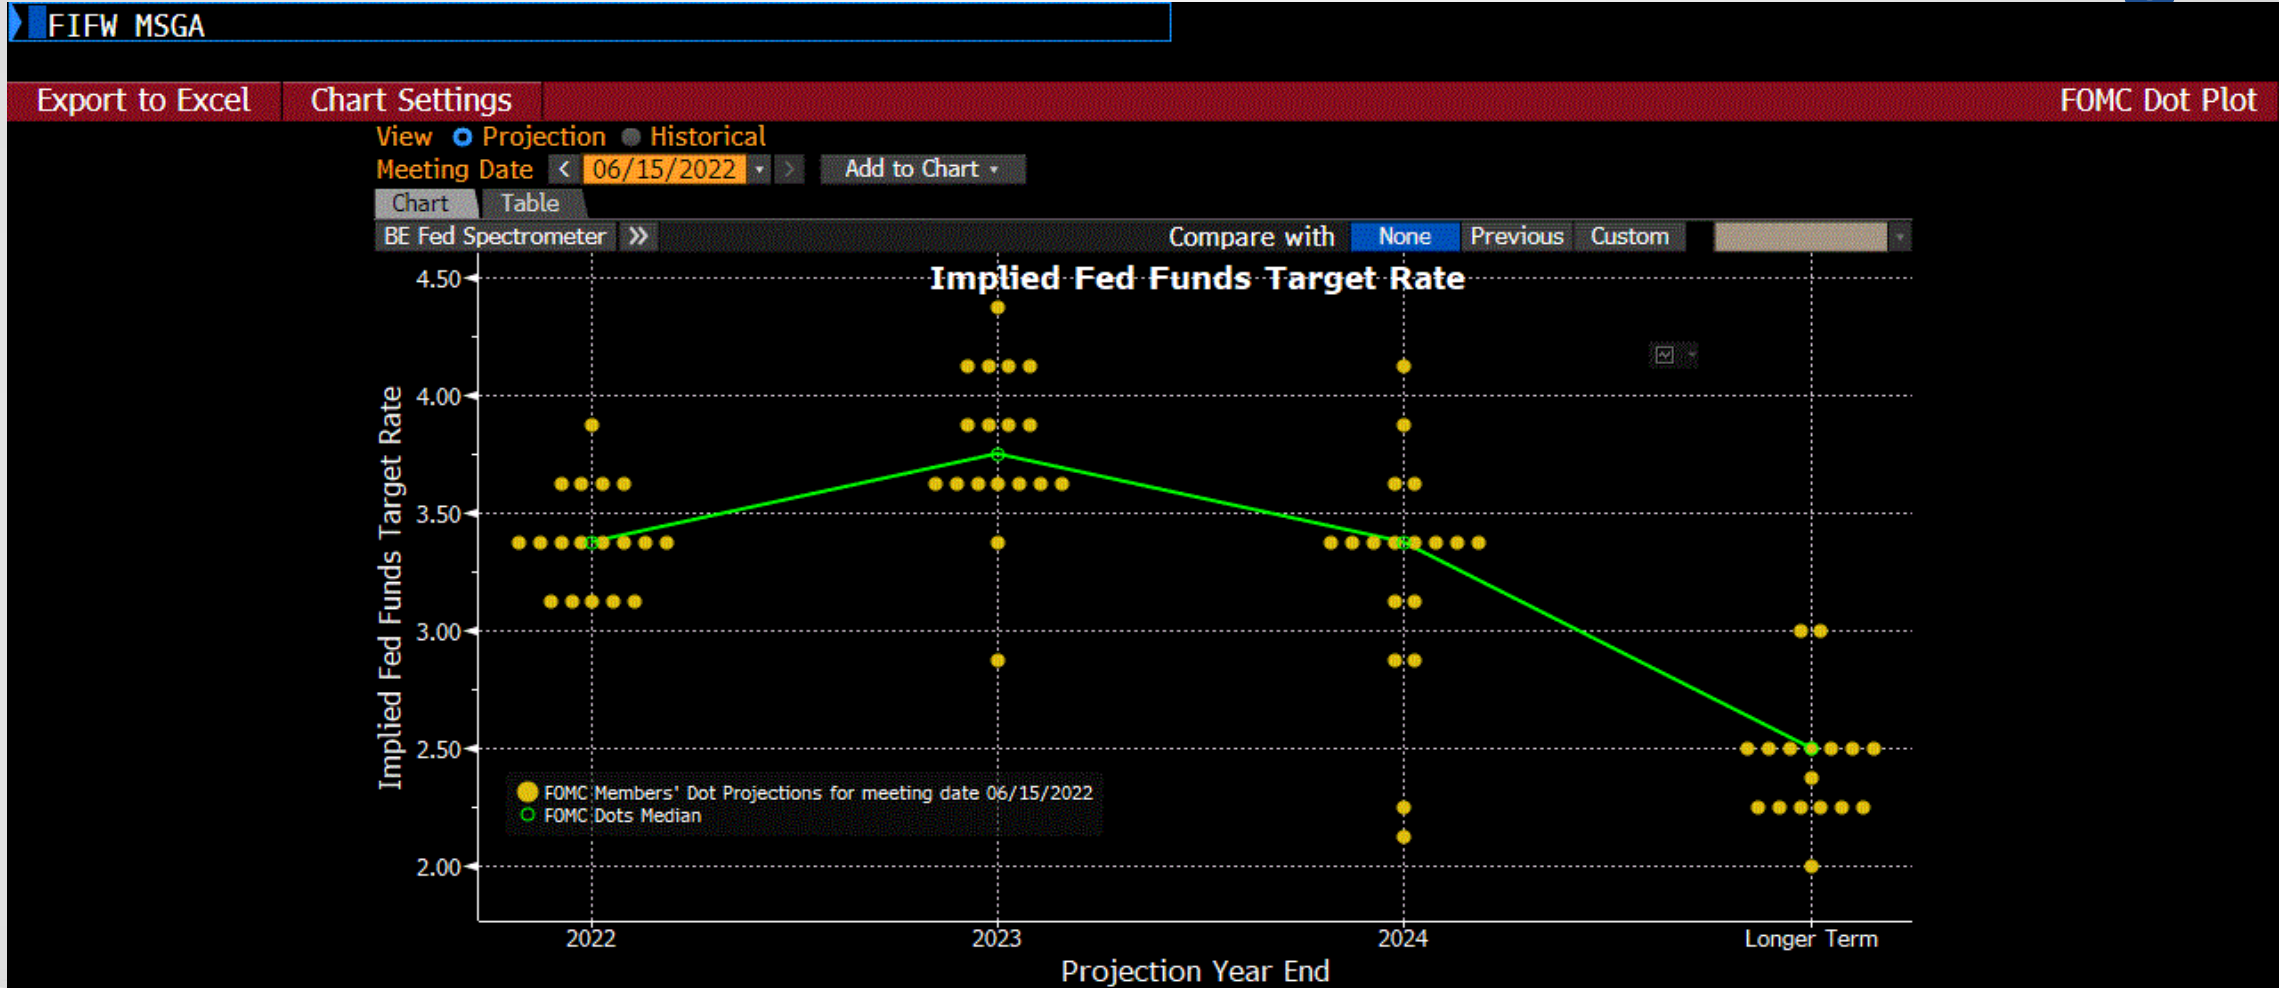 FIFW MSGA
Export to Excel Chart Settings FOMC Dot Plot
View Projection Historical
Meeting Date < 06/15/2022 > Add to Chart
Chart Table
BE Fed Spectrometer >> Compare with None Previous Custom
Implied Fed Funds Target Rate
4.50
4.00
3.50
3.00
2.50
2.00
Implied Fed Funds Target Rate
FOMC Members' Dot Projections for meeting date 06/15/2022
FOMC Dots Median
2022 2023 2024 Longer Term
Projection Year End